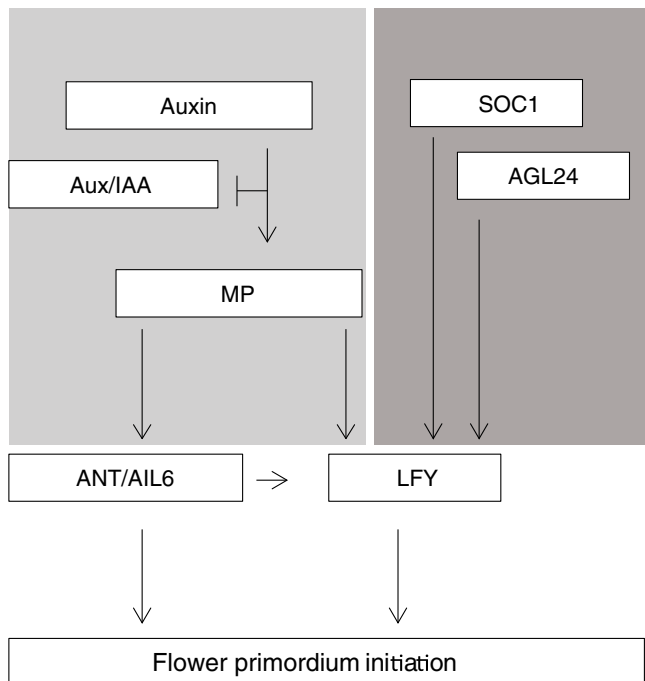 Auxin
SOC1
Aux/IAA
AGL24
MP
ANT/AIL6
LFY
Flower primordium initiation